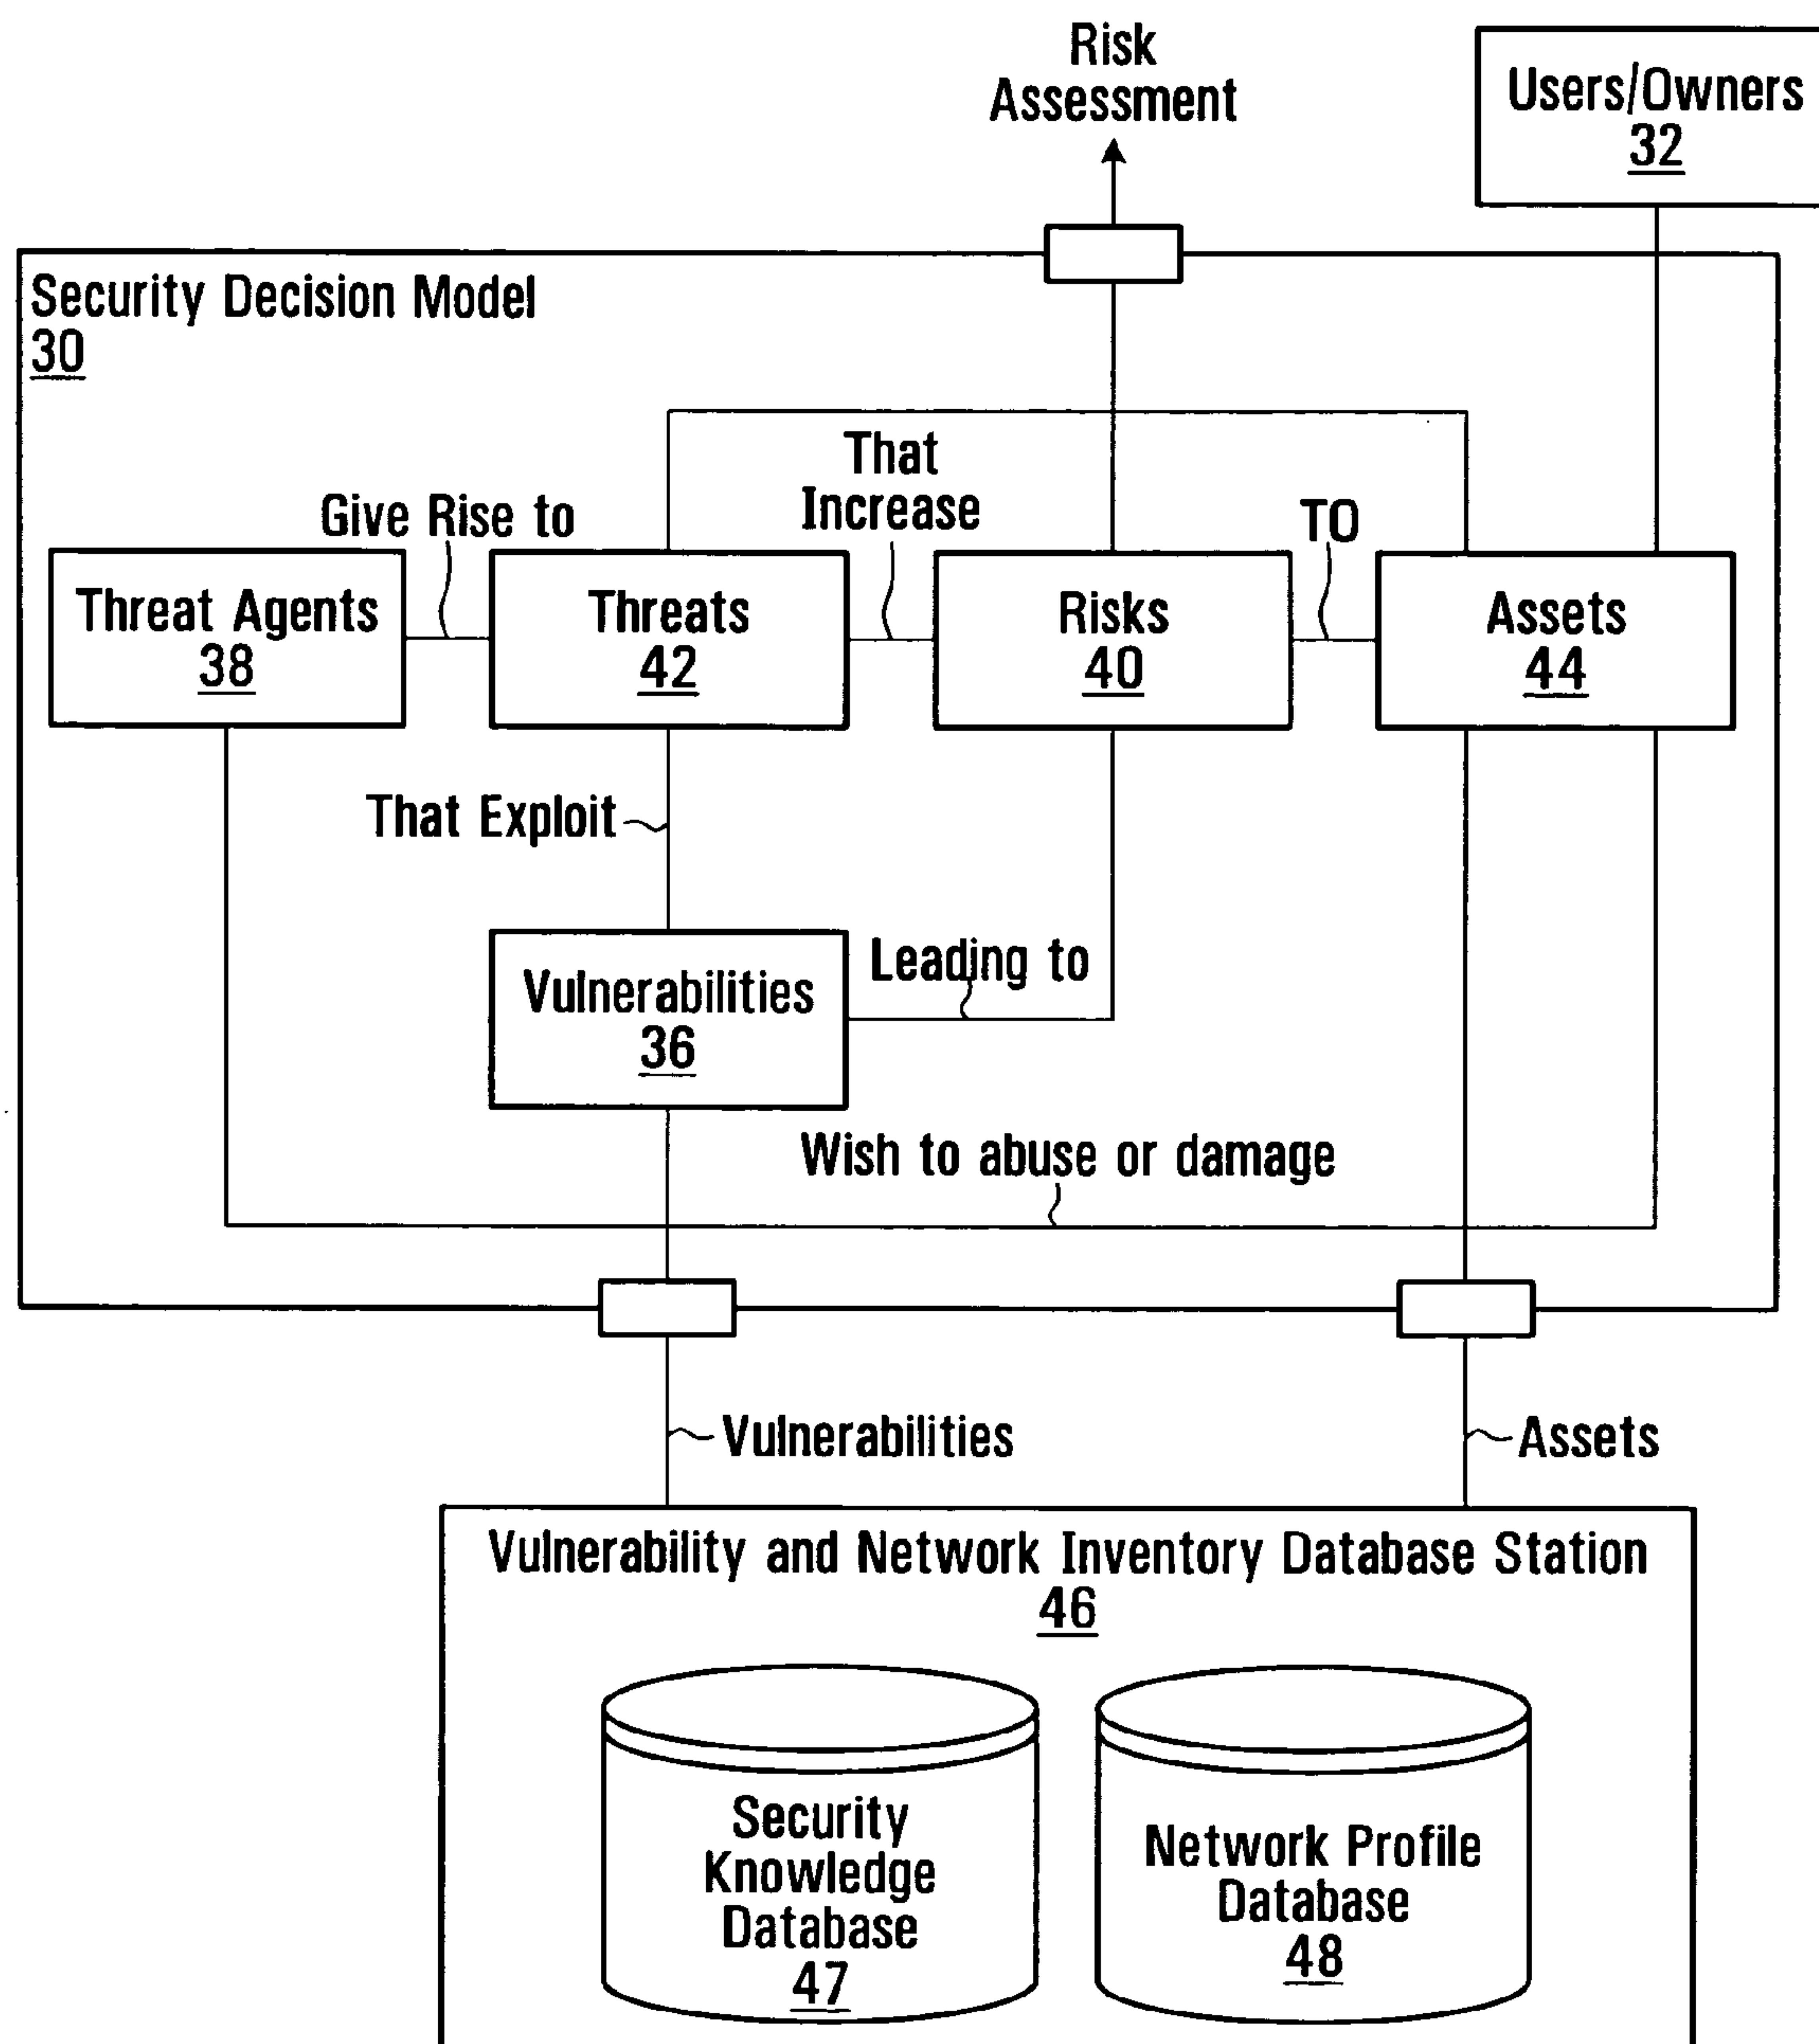 Risk
Assessment
Users/Owners
32
Security Decision Model
30
That
Increase
Give Rise to
TO
Threat Agents
38
Threats
42
Risks
40
Assets
44
That Exploit
Leading to
Vulnerabilities
36
Wish to abuse or damage
Vulnerabilities
Assets
Vulnerability and Network Inventory Database Station
46
Security
Knowledge
Database
47
Network Profile
Database
48